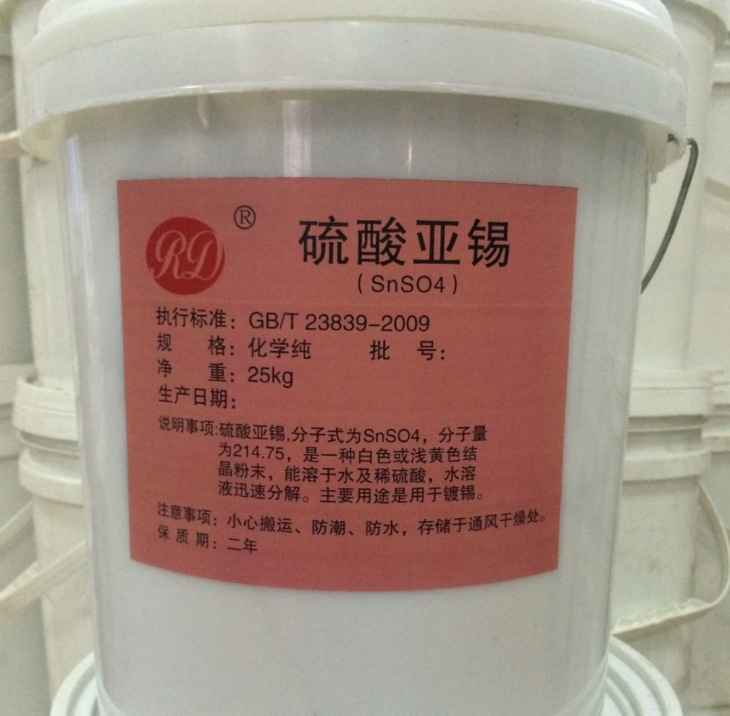 RD ®
硫酸亚锡
(SnSO4)
执行标准: GB/T 23839-2009
规 格: 化学纯 批 号:
净 重: 25kg
生产日期:
说明事项:硫酸亚锡,分子式为SnSO4，分子量
为214.75，是一种白色或浅黄色结
晶粉末，能溶于水及稀硫酸，水溶
液迅速分解。主要用途是用于镀锡。
注意事项：小心搬运、防潮、防水，存储于通风干燥处。
保 质 期: 二年